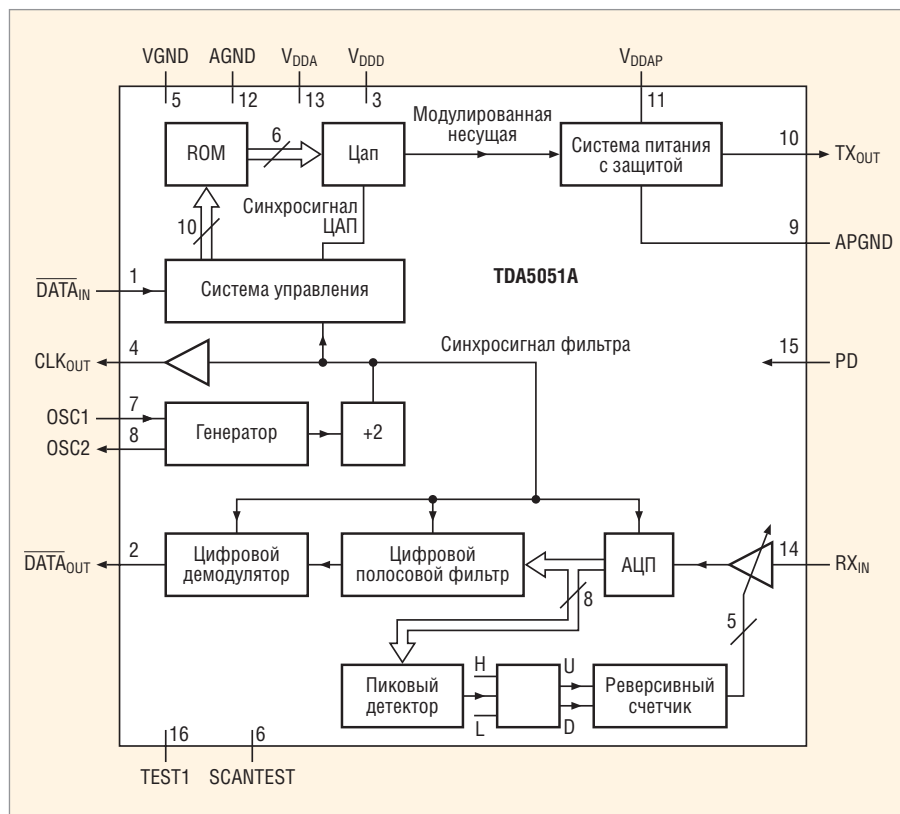 VGND AGND VDDA VDDD VDDAP
5 12 13 3 11
Модулированная
несущая
ROM 6 Цап Система питания
с защитой
10 TXOUT
Синхросигнал
ЦАП
10
9 APGND
TDA5051A
DATAIN 1 Система управления
CLKOUT 4 Синхросигнал фильтра
15 PD
OSC1 7
OSC2 8
Генератор +2
DATAOUT 2 Цифровой
демодулятор
Цифровой
полосовой фильтр
АЦП
14 RXIN
8
5
Пиковый
детектор
H
L
U
D
Реверсивный
счетчик
16 6
TEST1 SCANTEST